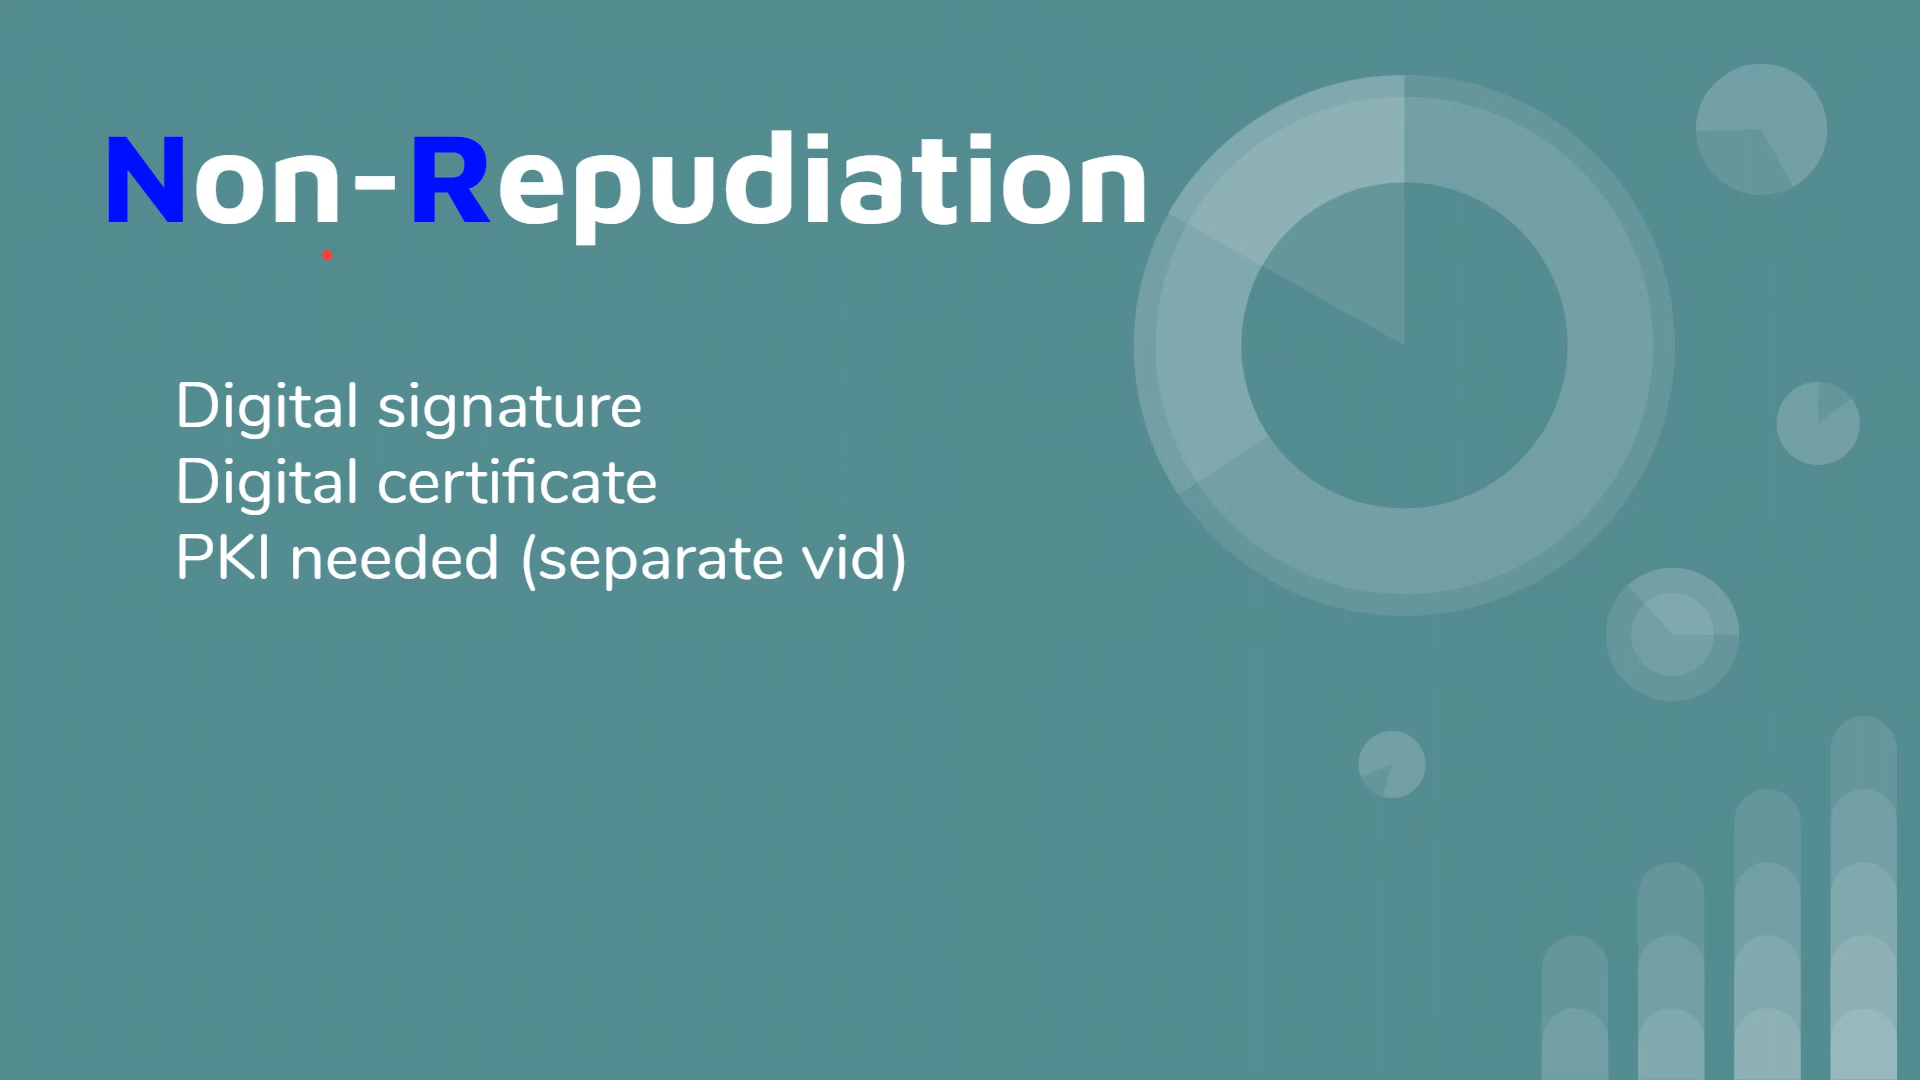 Non-Repudiation
Digital signature
Digital certificate
PKI needed (separate vid)